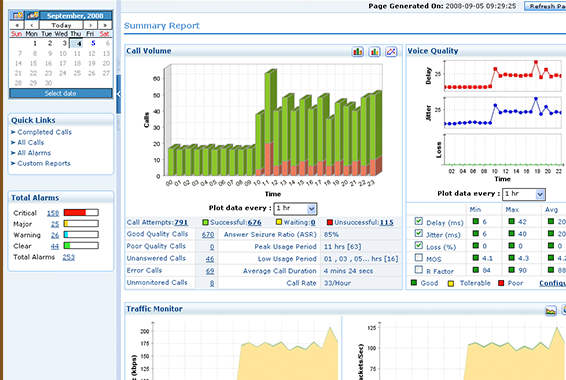 Page Generated On: 2008-09-05 09:29:25
Refresh Pa
September, 2008
« ‹ Today › »
Sun Mon Tue Wed Thu Fri Sat
1 2 3 4 5 6
7 8 9 10 11 12 13
14 15 16 17 18 19 20
21 22 23 24 25 26 27
28 29 30
Select date
Quick Links
Completed Calls
All Calls
All Alarms
Custom Reports
Total Alarms
Critical 158
Major 25
Warning 26
Clear 44
Total Alarms 253
Summary Report
Call Volume
Calls
60
50
40
30
20
10
0
00 01 02 03 04 05 06 07 08 09 10 11 12 13 14 15 16 17 18 19 20 21 22 23
Time
Plot data every : 1 hr
Call Attempts:791 Successful:676 Waiting:0 Unsuccessful:115
Good Quality Calls 670 Answer Seizure Ratio (ASR) 85%
Poor Quality Calls 0 Peak Usage Period 11 hrs [63]
Unanswered Calls 46 Low Usage Period 01 , 03 , 05... hrs [16]
Error Calls 69 Average Call Duration 4 mins 24 secs
Unmonitored Calls 8 Call Rate 33/Hour
Voice Quality
Delay
25
Jitter
25
Loss
00 02 04 06 08 10 12 14 16 18 20 22
Time
Plot data every : 1 hr
Min Max Avg
Delay (ms) 6 42 20
Jitter (ms) 6 40 20
Loss (%) 0 0 0
MOS 4.1 4.3 4.2
R Factor 84 90 88
Good Tolerable Poor Configu
Traffic Monitor
200
150
100
50
(kbps)
125
100
75
50
ackets/Sec)